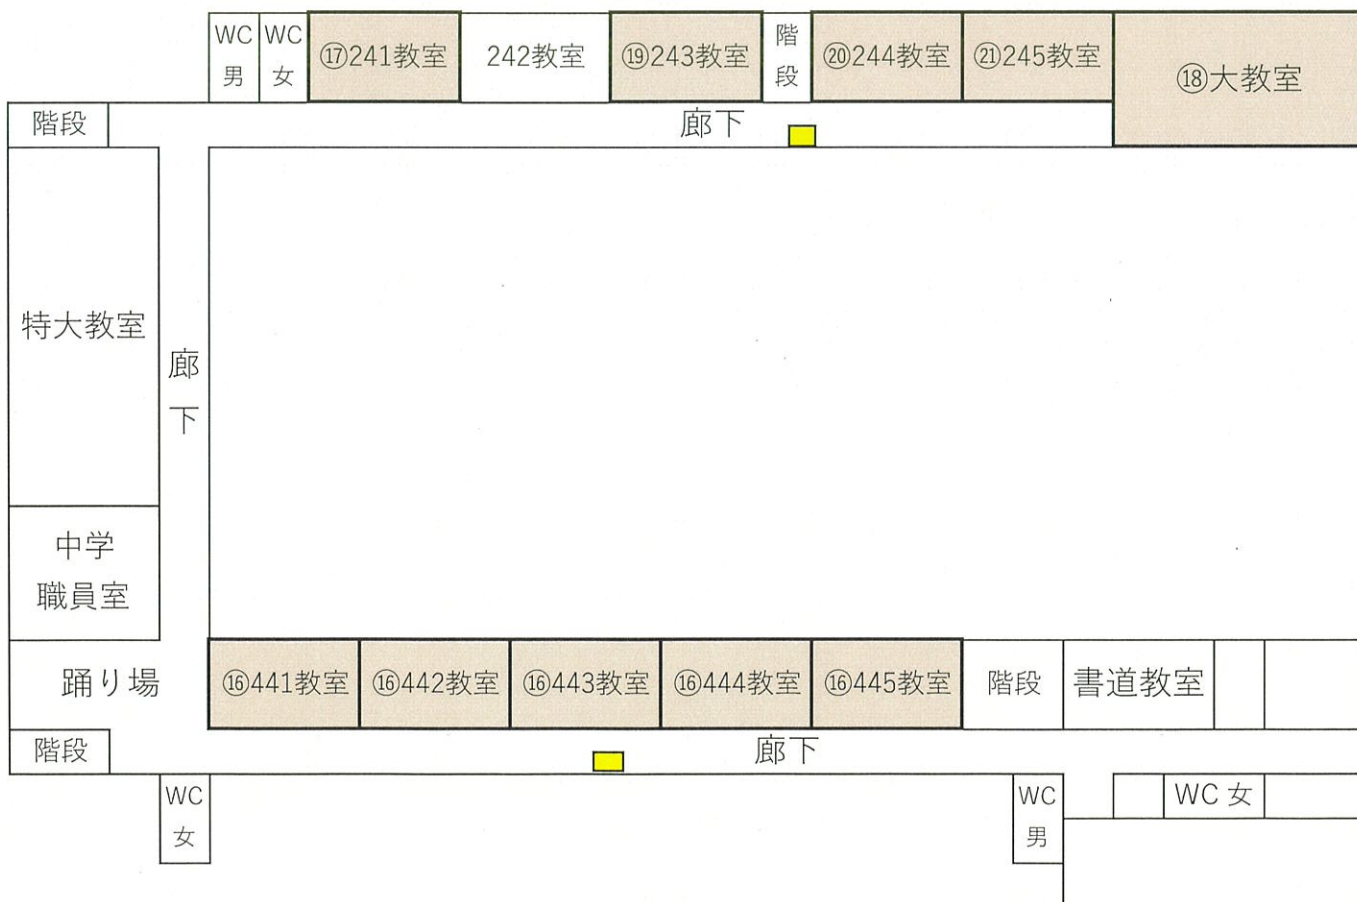 WC
男
WC
女
⑰241教室
242教室
⑲243教室
階
段
⑳244教室
㉑245教室
⑱大教室
階段
廊下
特大教室
廊
下
中学
職員室
踊り場
⑯441教室
⑯442教室
⑯443教室
⑯444教室
⑯445教室
階段
書道教室
階段
廊下
WC
女
WC
男
WC 女